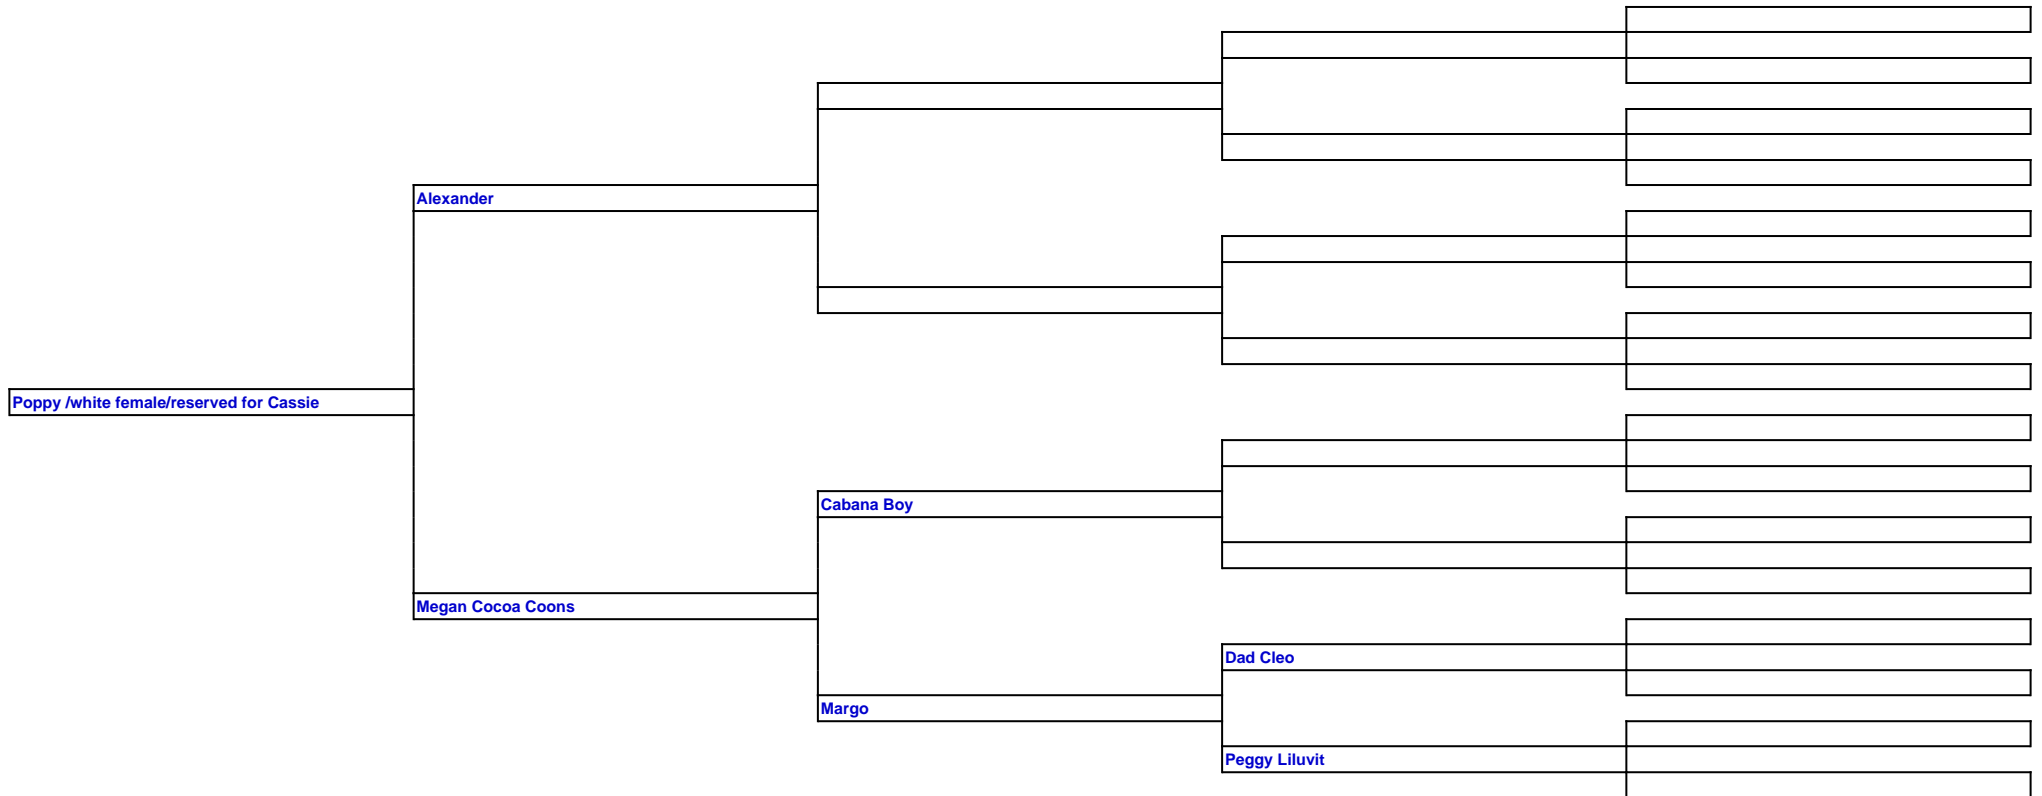 Alexander
Poppy /white female/reserved for Cassie
Cabana Boy
Megan Cocoa Coons
Dad Cleo
Margo
Peggy Liluvit